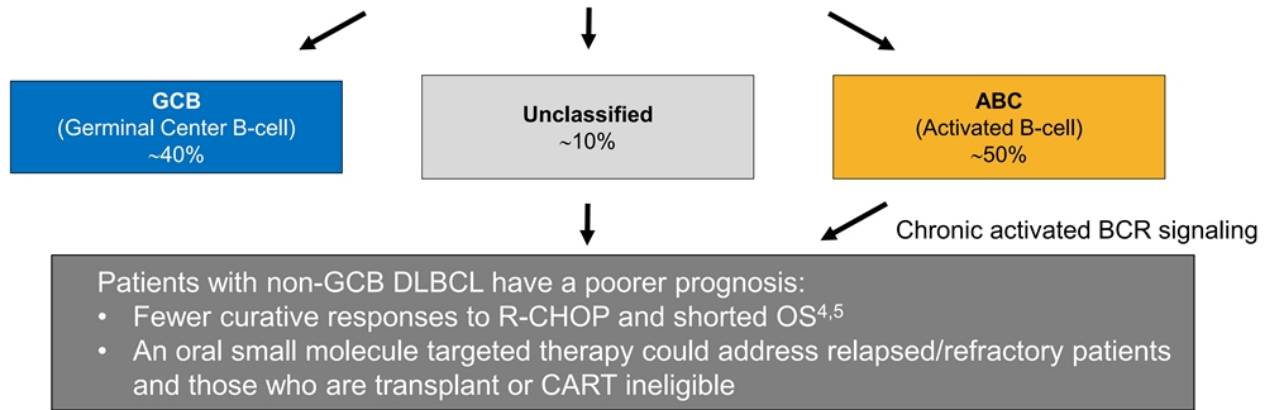 GCB
(Germinal Center B-cell)
~40%
Unclassified
~10%
ABC
(Activated B-cell)
~50%
Chronic activated BCR signaling
Patients with non-GCB DLBCL have a poorer prognosis:
• Fewer curative responses to R-CHOP and shorted OS⁴,⁵
• An oral small molecule targeted therapy could address relapsed/refractory patients
and those who are transplant or CART ineligible